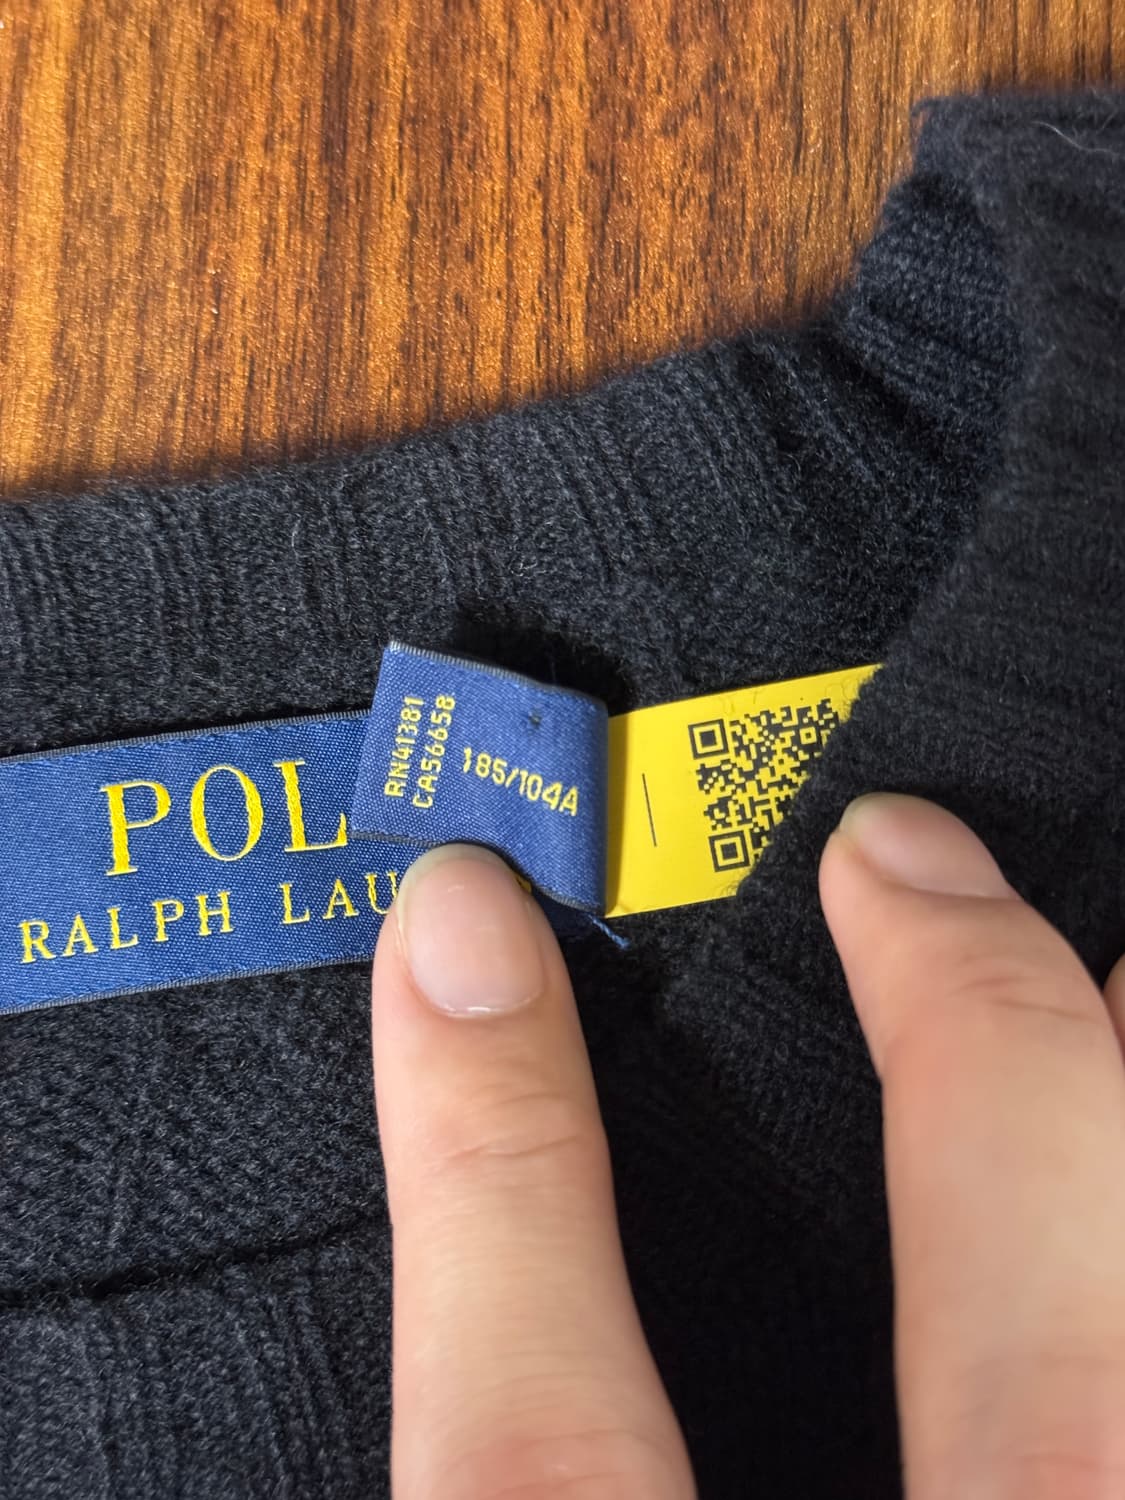 POL
RALPH LAU
RN41381
CA56658
185/104A